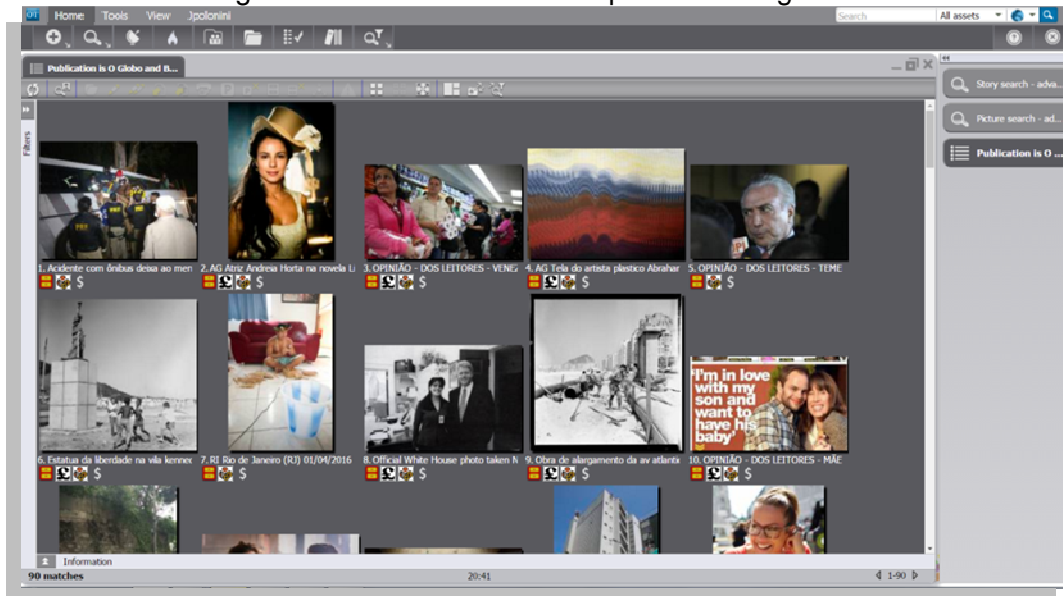 OT Home Tools View Jpolonini
Search All assets
Publication is O Globo and B...
Story search - adva...
Picture search - ad...
Publication is O ...
Filters
1. Acidente com ônibus deixa ao men
2. AG Atriz Andreia Horta na novela Li
3. OPINIÃO - DOS LEITORES - VENEZ
4. AG Tela do artista plastico Abrahar
5. OPINIÃO - DOS LEITORES - TEME
'I'm in love
with my
son and
want to
have his
baby'
6. Estatua da liberdade na vila kennec
7. RI Rio de Janeiro (RJ) 01/04/2016
8. Official White House photo taken N
9. Obra de alargamento da av atlantic
10. OPINIÃO - DOS LEITORES - MÃE
Information
90 matches 20:41 1-90